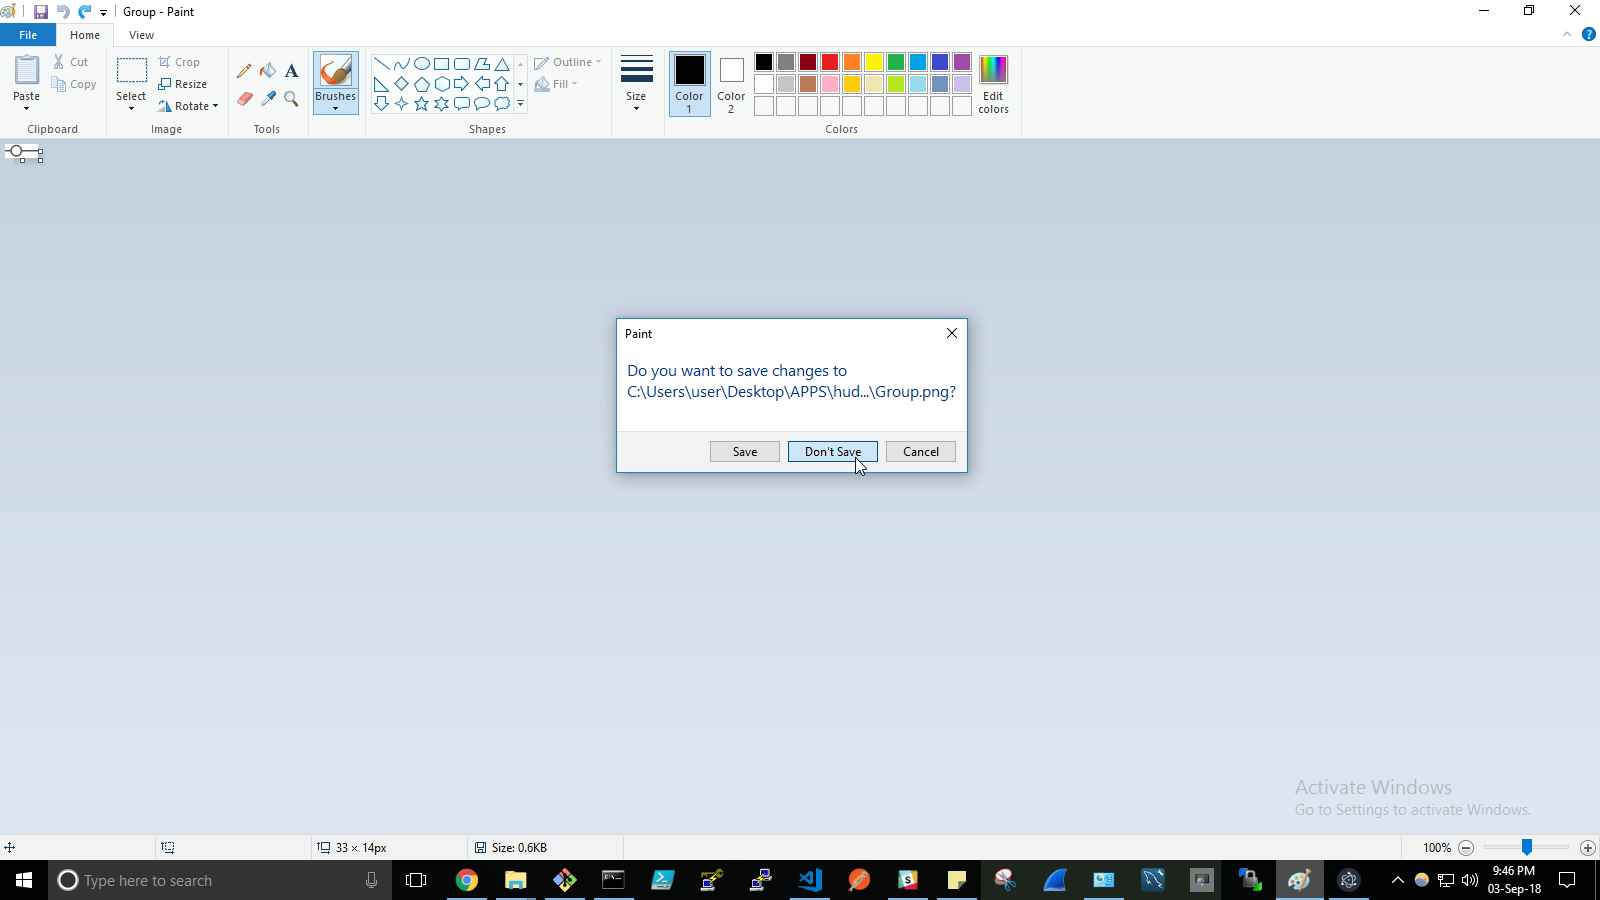 Group - Paint
File Home View
Paste
Cut
Copy
Clipboard
Select
Crop
Resize
Rotate
Image
A
Tools
Brushes
Outline
Fill
Shapes
Size
Color 1
Color 2
Edit colors
Colors
Paint
Do you want to save changes to
C:\Users\user\Desktop\APPS\hud...\Group.png?
Save Don't Save Cancel
Activate Windows
Go to Settings to activate Windows.
33 × 14px
Size: 0.6KB
100%
Type here to search
9:46 PM
03-Sep-18